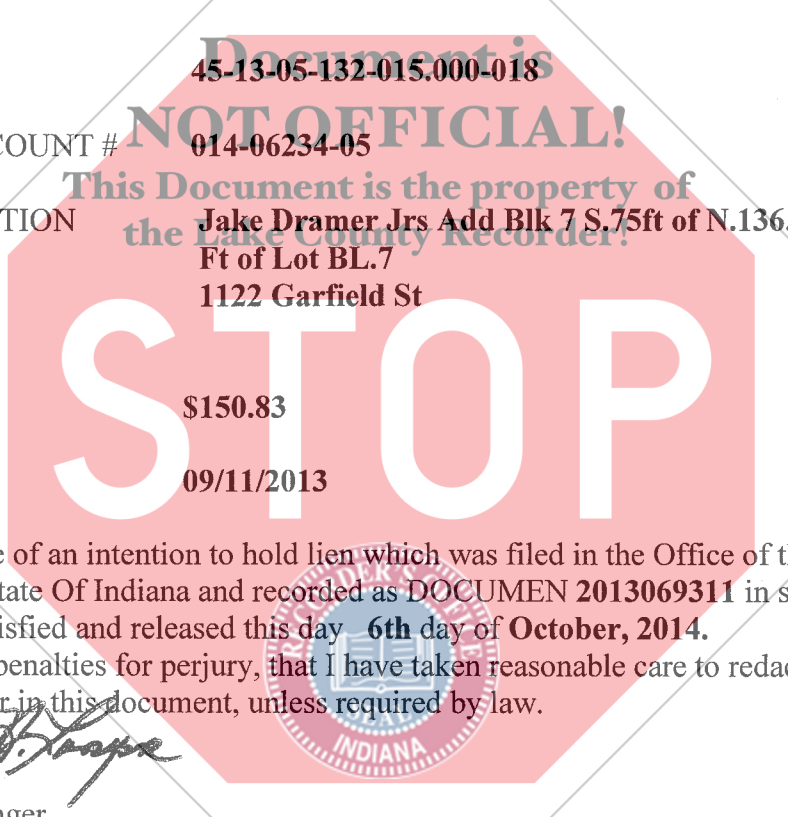 Document is
45-13-05-132-015.000-018
NOT OFFICIAL!
COUNT # 014-06234-05
This Document is the property of
TION Jake Dramer Jrs Add Blk 7 S.75ft of N.136.
the Lake County Recorder!
Ft of Lot BL.7
1122 Garfield St
STOP
$150.83
09/11/2013
e of an intention to hold lien which was filed in the Office of t
tate Of Indiana and recorded as DOCUMEN 2013069311 in s
isfied and released this day 6th day of October, 2014.
penalties for perjury, that I have taken reasonable care to redac
r in this document, unless required by law.
RECORDER'S OFFICE
SEAL
INDIANA
nger